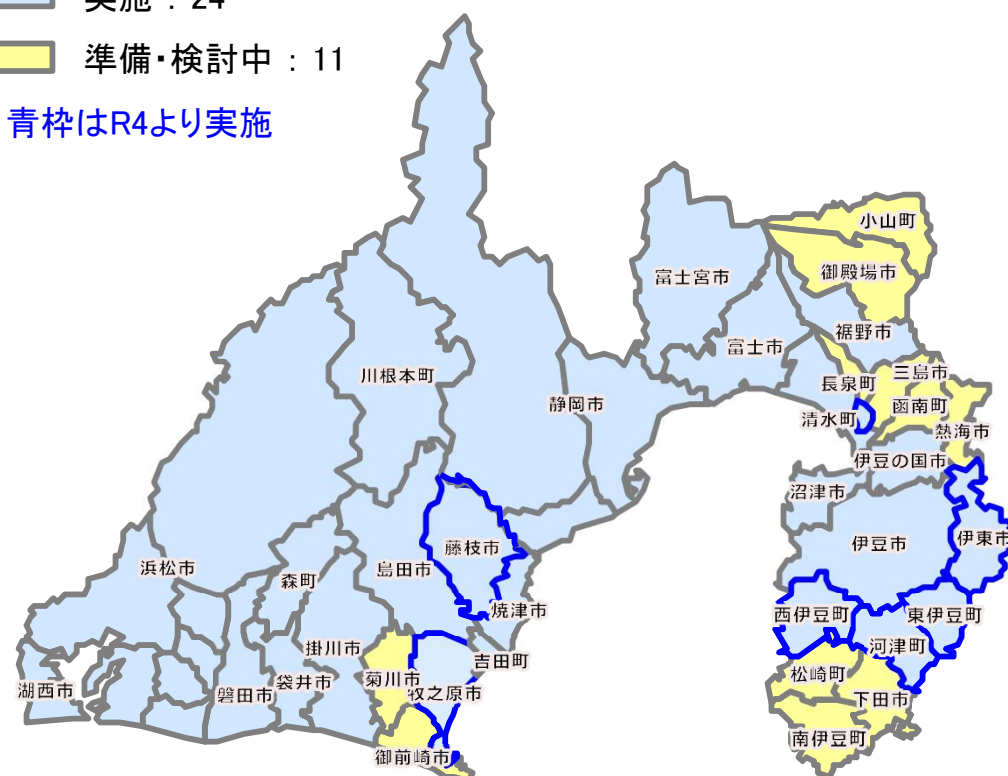 実施：24
準備・検討中：11
青枠はR4より実施
小山町
御殿場市
富士宮市
裾野市
富士市
三島市
川根本町
長泉町
静岡市
函南町
清水町
熱海市
伊豆の国市
沼津市
伊東市
伊豆市
藤枝市
浜松市
島田市
森町
焼津市
西伊豆町
東伊豆町
掛川市
河津町
吉田町
菊川市
松崎町
湖西市
磐田市
袋井市
牧之原市
下田市
南伊豆町
御前崎市